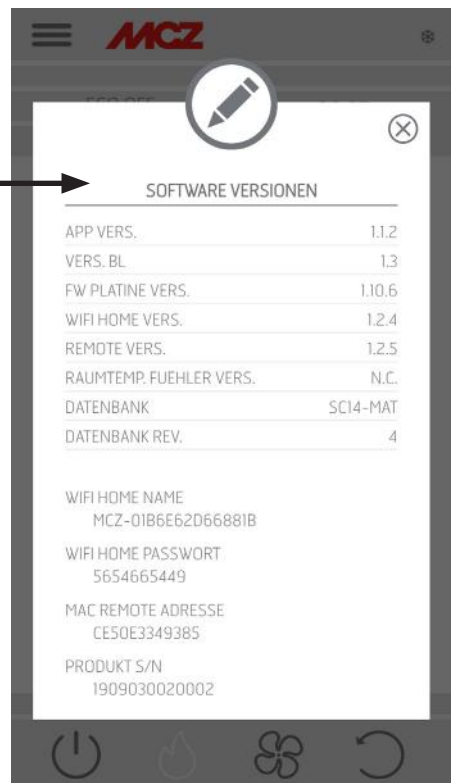 MCZ
SOFTWARE VERSIONEN
APP VERS. 1.1.2
VERS. BL 1.3
FW PLATINE VERS. 1.10.6
WIFI HOME VERS. 1.2.4
REMOTE VERS. 1.2.5
RAUMTEMP. FUEHLER VERS. N.C.
DATENBANK SC14-MAT
DATENBANK REV. 4
WIFI HOME NAME
MCZ-01B6E62D66881B
WIFI HOME PASSWORT
5654665449
MAC REMOTE ADRESSE
CE50E3349385
PRODUKT S/N
1909030020002